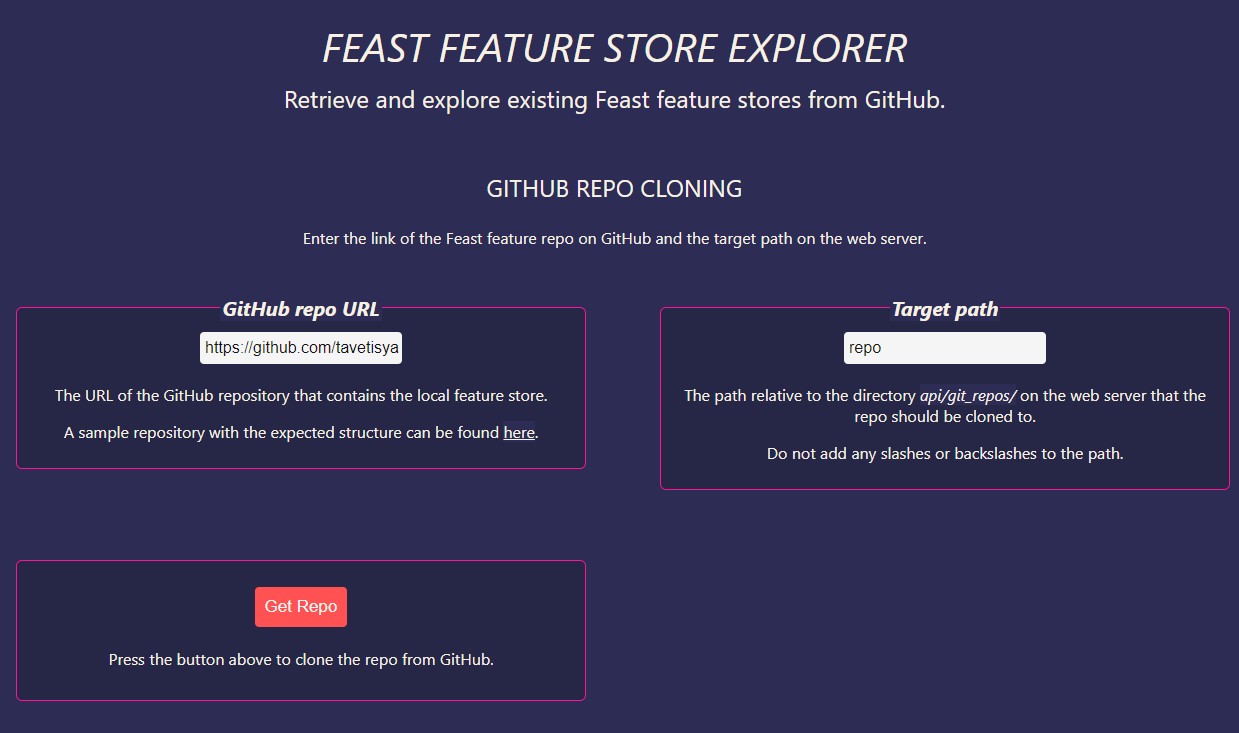 FEAST FEATURE STORE EXPLORER
Retrieve and explore existing Feast feature stores from GitHub.
GITHUB REPO CLONING
Enter the link of the Feast feature repo on GitHub and the target path on the web server.
GitHub repo URL
https://github.com/tavetisya
The URL of the GitHub repository that contains the local feature store.
A sample repository with the expected structure can be found here.
Target path
repo
The path relative to the directory api/git_repos/ on the web server that the
repo should be cloned to.
Do not add any slashes or backslashes to the path.
Get Repo
Press the button above to clone the repo from GitHub.